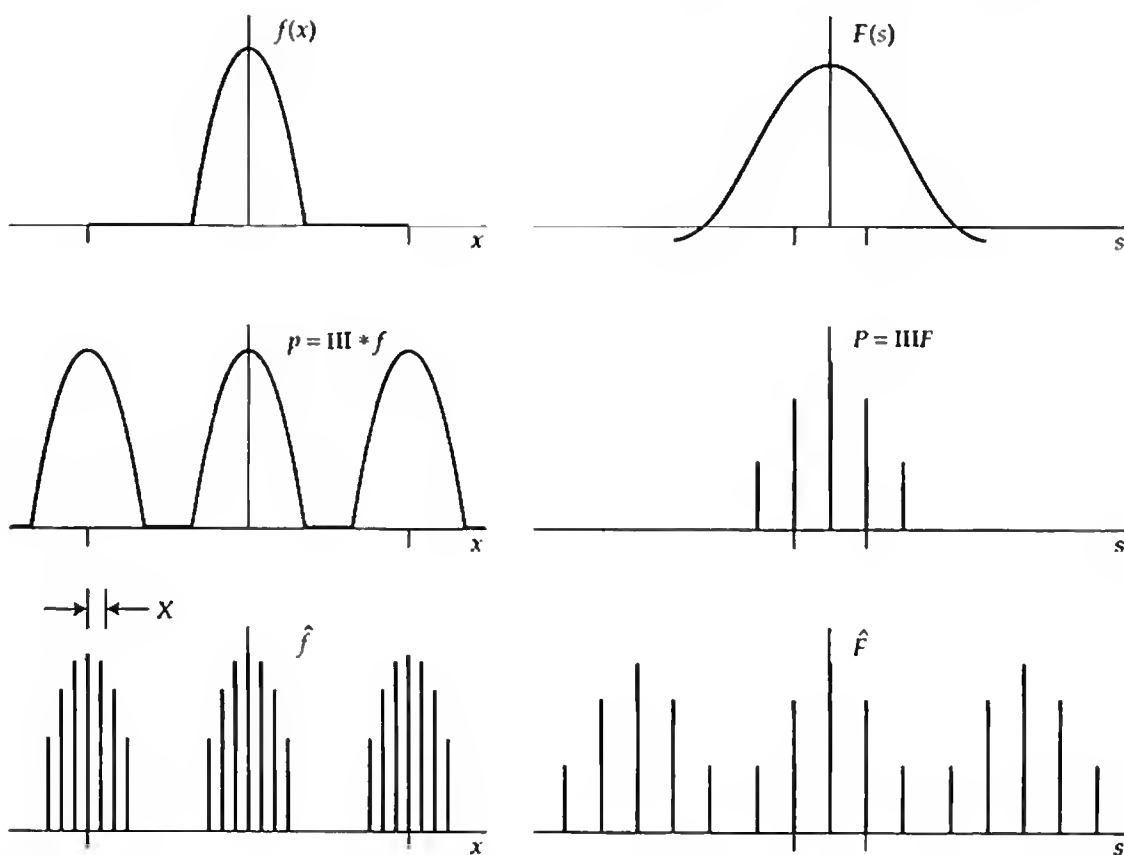 f(x)
F(s)
x
s
p = III * f
P = IIIF
x
s
X
f̂
F̂
x
s